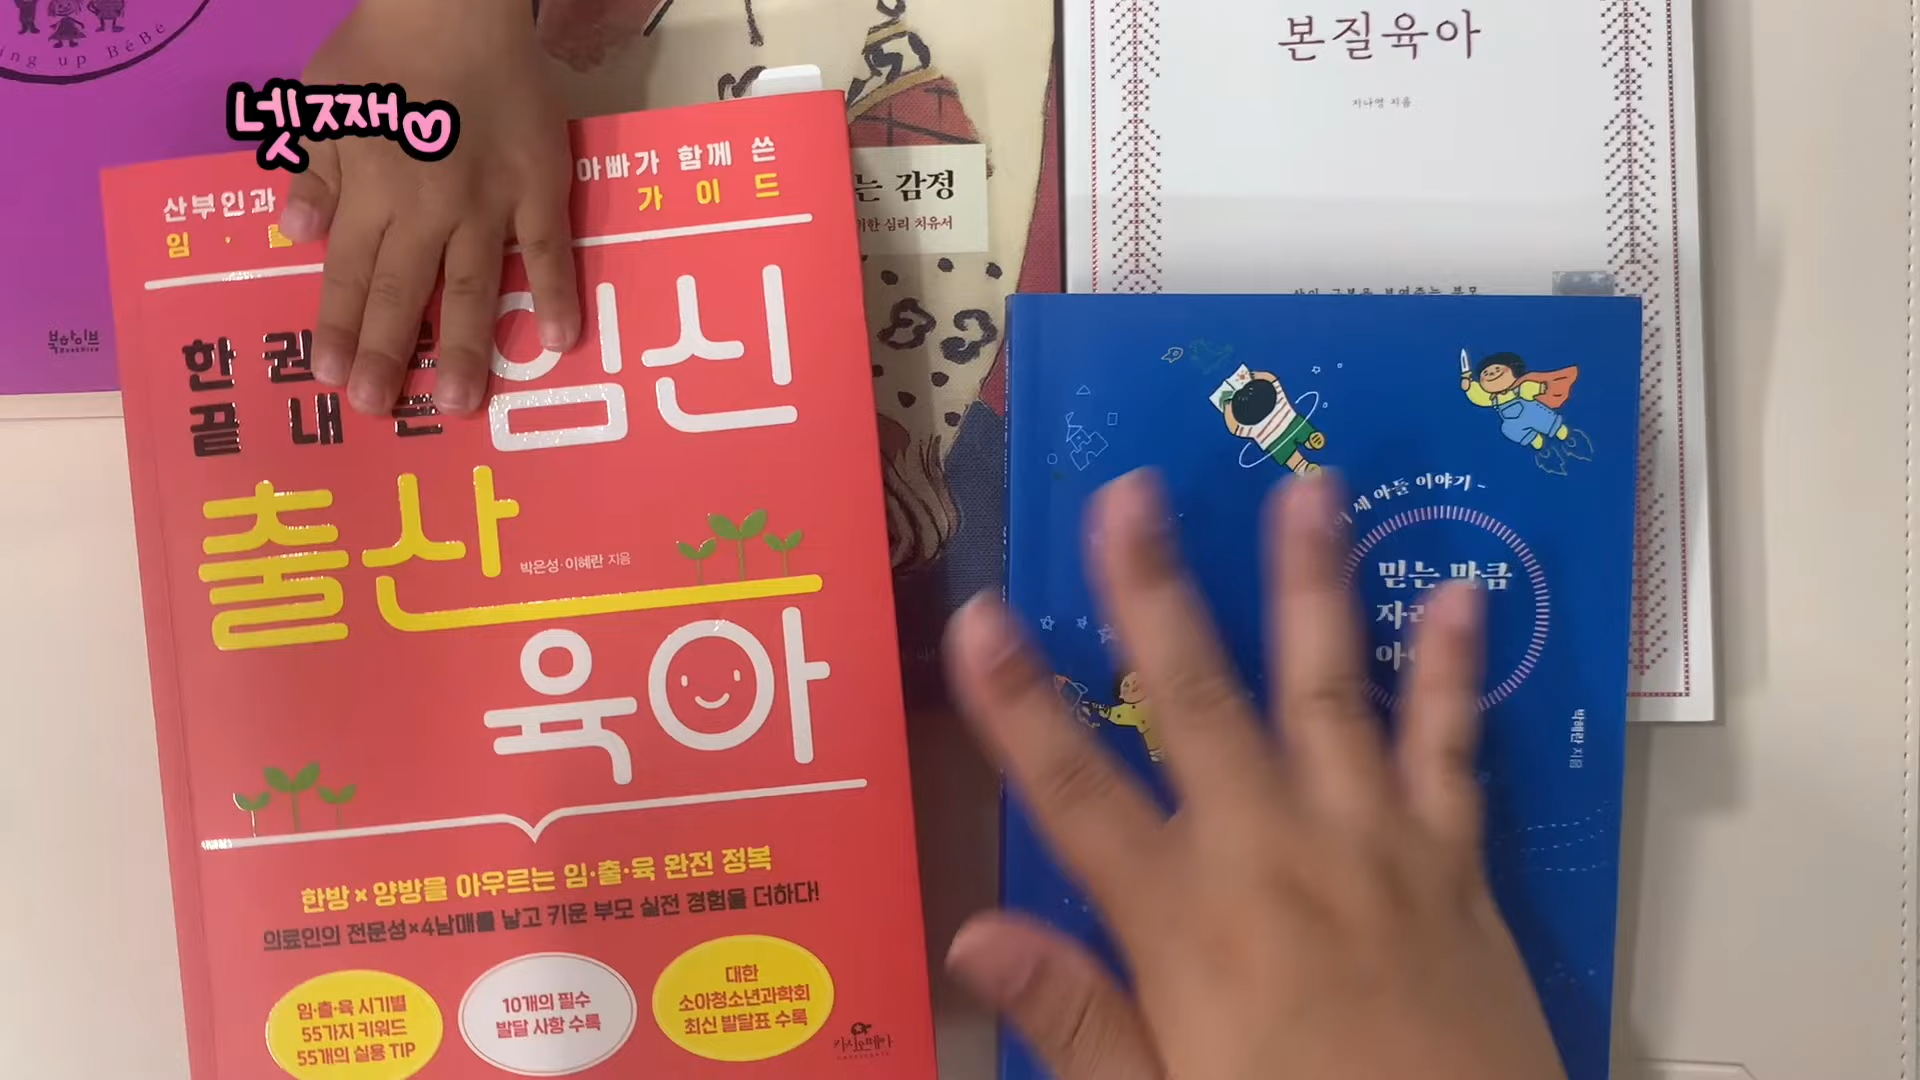 ing up BéBé
북하이브
넷째
산부인과 아빠가 함께 쓴
임· 가이드
한 권
끝내는 임신
출산
박은성·이혜란 지음
육아
한방×양방을 아우르는 임·출·육 완전 정복
의료인의 전문성×4남매를 낳고 키운 부모 실전 경험을 더하다!
임·출·육 시기별
55가지 키워드
55개의 실용 TIP
10개의 필수
발달 사항 수록
대한
소아청소년과학회
최신 발달표 수록
는 감정
위한 심리 치유서
본질육아
지나영 지음
세 아들 이야기 -
믿는 만큼
박혜란 지음